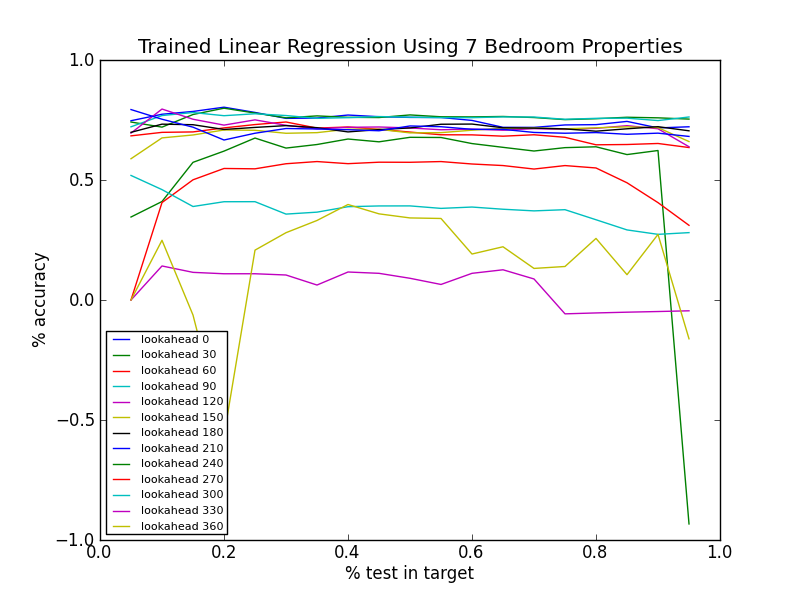 Trained Linear Regression Using 7 Bedroom Properties
1.0
0.5
0.0
−0.5
−1.0
% accuracy
lookahead 0
lookahead 30
lookahead 60
lookahead 90
lookahead 120
lookahead 150
lookahead 180
lookahead 210
lookahead 240
lookahead 270
lookahead 300
lookahead 330
lookahead 360
0.0 0.2 0.4 0.6 0.8 1.0
% test in target